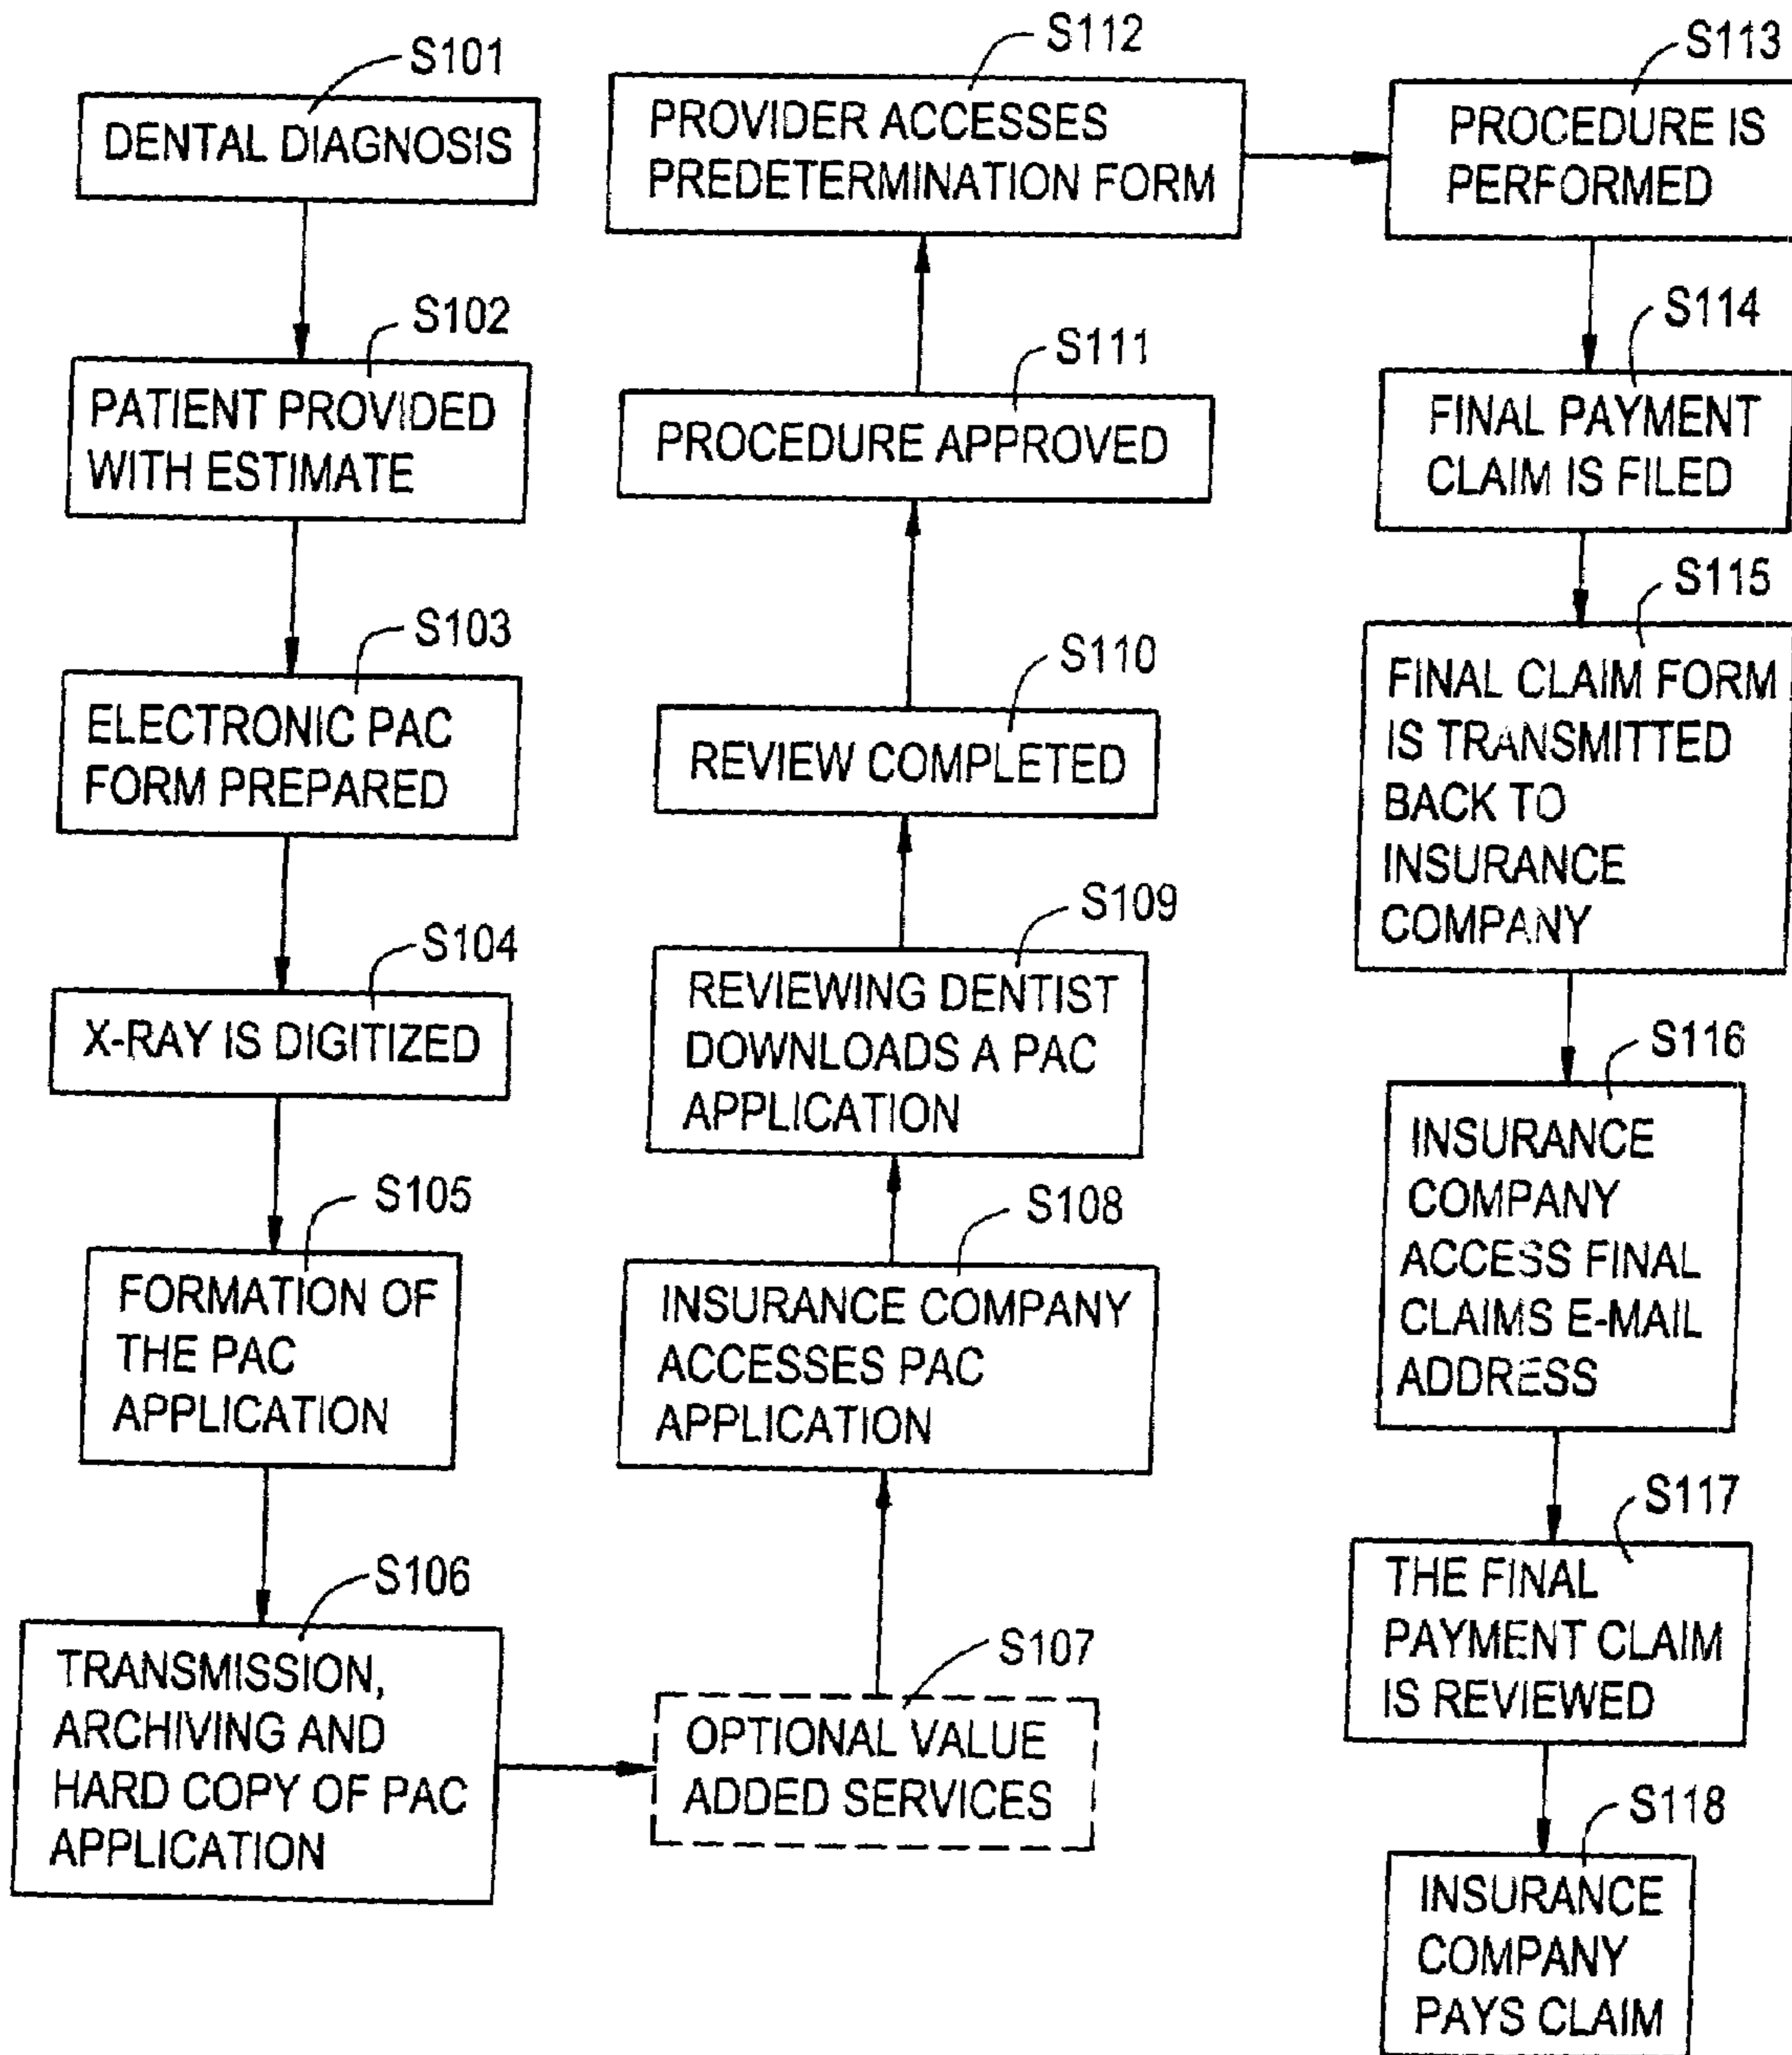 S101
DENTAL DIAGNOSIS
S102
PATIENT PROVIDED
WITH ESTIMATE
S103
ELECTRONIC PAC
FORM PREPARED
S104
X-RAY IS DIGITIZED
S105
FORMATION OF
THE PAC
APPLICATION
S106
TRANSMISSION,
ARCHIVING AND
HARD COPY OF PAC
APPLICATION
S107
OPTIONAL VALUE
ADDED SERVICES
S108
INSURANCE COMPANY
ACCESSES PAC
APPLICATION
S109
REVIEWING DENTIST
DOWNLOADS A PAC
APPLICATION
S110
REVIEW COMPLETED
S111
PROCEDURE APPROVED
S112
PROVIDER ACCESSES
PREDETERMINATION FORM
S113
PROCEDURE IS
PERFORMED
S114
FINAL PAYMENT
CLAIM IS FILED
S115
FINAL CLAIM FORM
IS TRANSMITTED
BACK TO
INSURANCE
COMPANY
S116
INSURANCE
COMPANY
ACCESS FINAL
CLAIMS E-MAIL
ADDRESS
S117
THE FINAL
PAYMENT CLAIM
IS REVIEWED
S118
INSURANCE
COMPANY
PAYS CLAIM